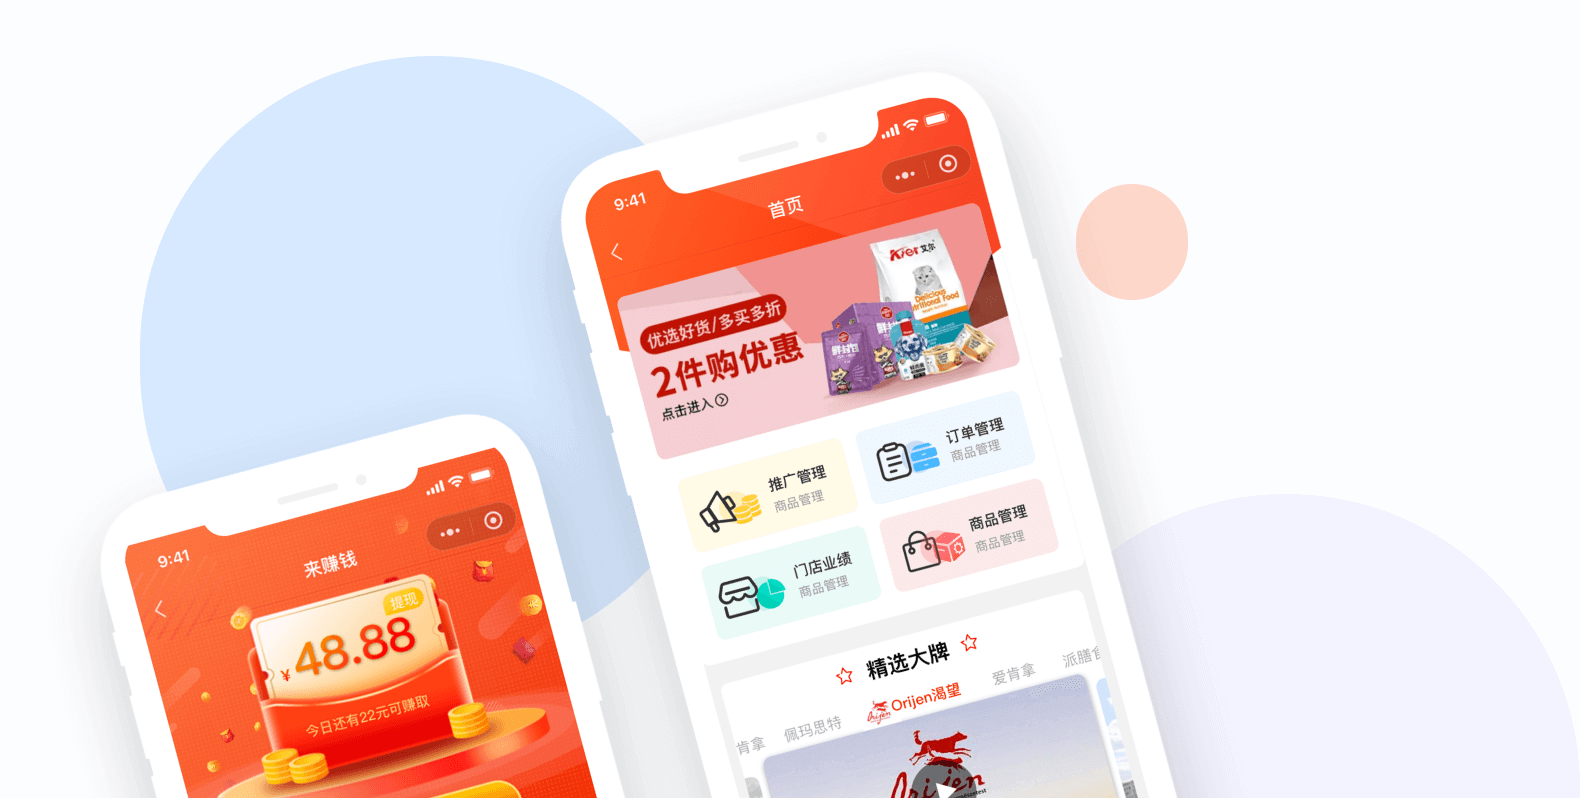 9:41
首页
Kier 艾尔
Delicious
Nutritional Food
优选好货/多买多折
2件购优惠
点击进入
鲜封包
推广管理
商品管理
订单管理
商品管理
门店业绩
商品管理
商品管理
商品管理
精选大牌
肯拿
佩玛思特
Orijen渴望
爱肯拿
派膳食
Orijen
9:41
来赚钱
提现
¥48.88
今日还有22元可赚取